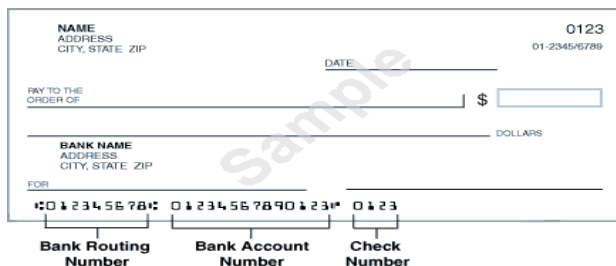 NAME
0123
ADDRESS
01-2345/6789
CITY, STATE ZIP
DATE
PAY TO THE
ORDER OF
$
DOLLARS
Sample
BANK NAME
ADDRESS
CITY, STATE ZIP
FOR
⑆012345678⑆ 01234567890123⑈ 0123
Bank Routing Number
Bank Account Number
Check Number